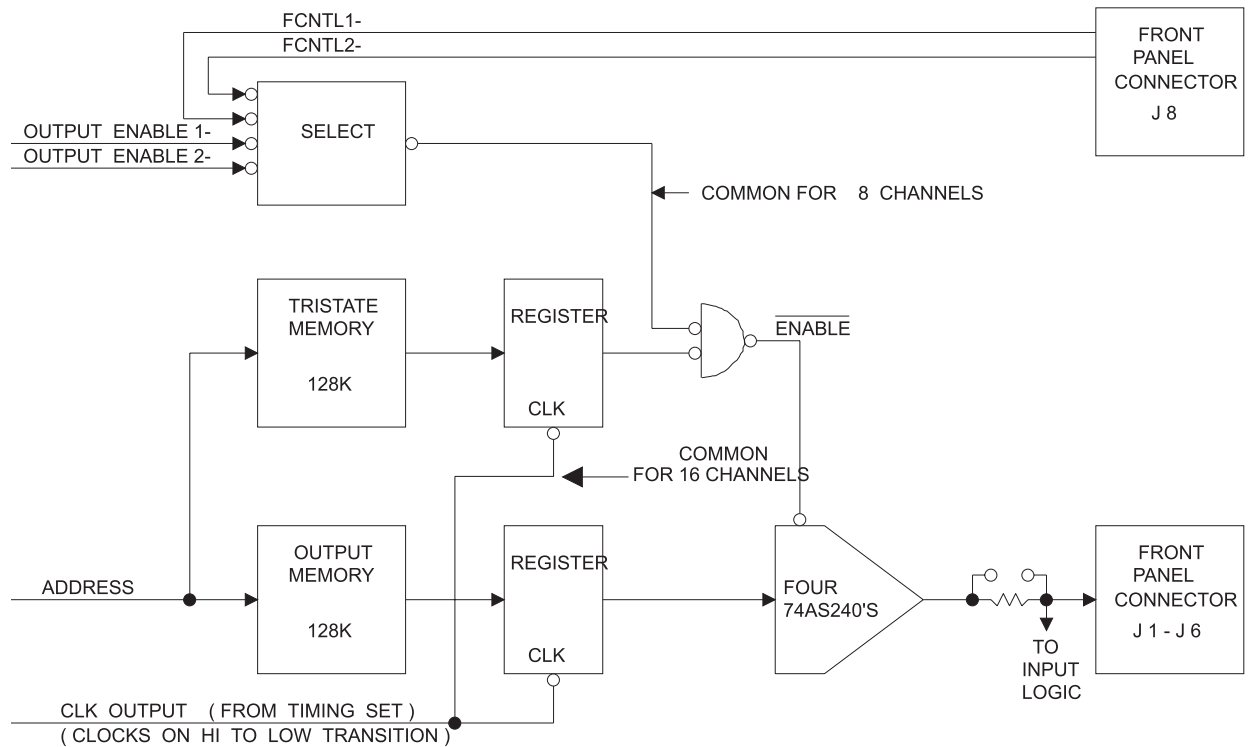 FCNTL1-
FCNTL2-
FRONT
PANEL
CONNECTOR
J 8
OUTPUT ENABLE 1-
OUTPUT ENABLE 2-
SELECT
COMMON FOR 8 CHANNELS
TRISTATE
MEMORY
128K
REGISTER
CLK
ENABLE
COMMON
FOR 16 CHANNELS
ADDRESS
OUTPUT
MEMORY
128K
REGISTER
CLK
FOUR
74AS240'S
TO
INPUT
LOGIC
FRONT
PANEL
CONNECTOR
J 1 - J 6
CLK OUTPUT ( FROM TIMING SET )
( CLOCKS ON HI TO LOW TRANSITION )